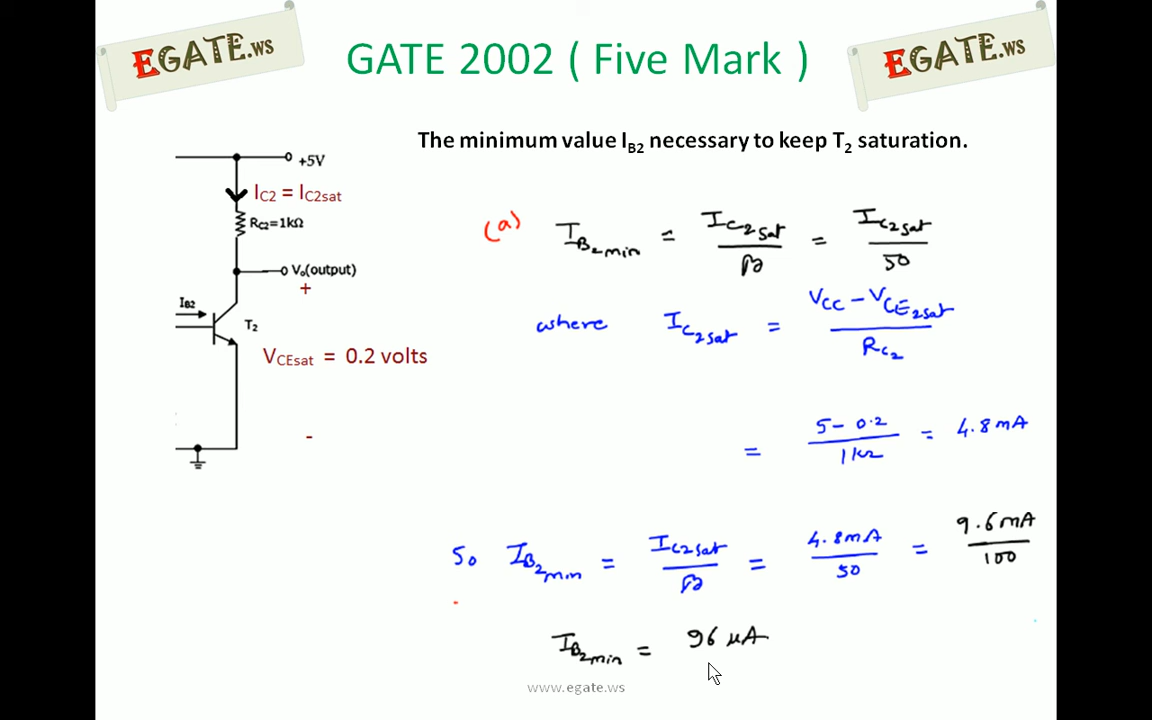 EGATE.ws
GATE 2002 ( Five Mark )
EGATE.ws
The minimum value IB2 necessary to keep T2 saturation.
+5V
IC2 = IC2sat
RC2=1kΩ
Vo(output)
+
IB2
T2
VCEsat = 0.2 volts
-
(a) IB2min = IC2sat / β = IC2sat / 50
where IC2sat = VCC - VCE2sat / RC2
= 5 - 0.2 / 1kΩ = 4.8mA
So IB2min = IC2sat / β = 4.8mA / 50 = 9.6mA / 100
IB2min = 96 μA
www.egate.ws